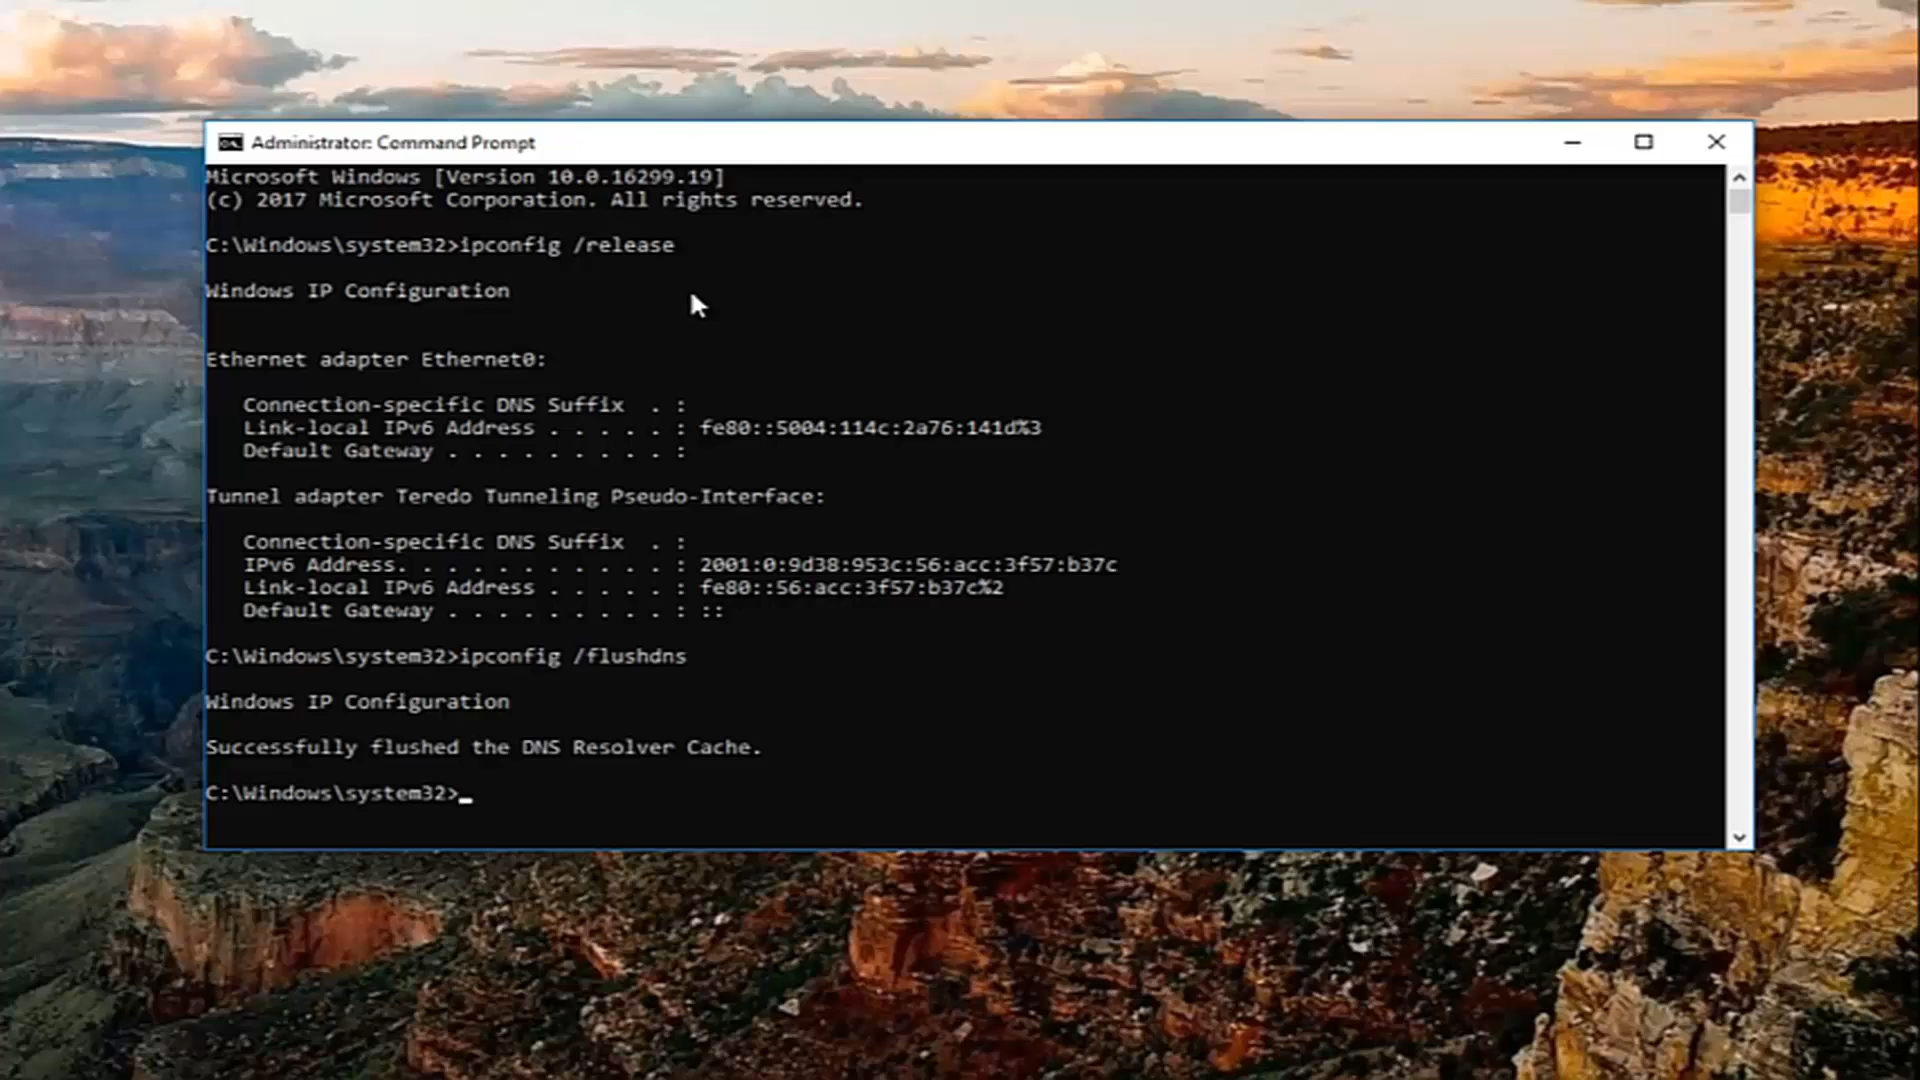 Administrator: Command Prompt
Microsoft Windows [Version 10.0.16299.19]
(c) 2017 Microsoft Corporation. All rights reserved.
C:\Windows\system32>ipconfig /release
Windows IP Configuration
Ethernet adapter Ethernet0:
Connection-specific DNS Suffix  . :
Link-local IPv6 Address . . . . . : fe80::5004:114c:2a76:141d%3
Default Gateway . . . . . . . . . :
Tunnel adapter Teredo Tunneling Pseudo-Interface:
Connection-specific DNS Suffix  . :
IPv6 Address. . . . . . . . . . . : 2001:0:9d38:953c:56:acc:3f57:b37c
Link-local IPv6 Address . . . . . : fe80::56:acc:3f57:b37c%2
Default Gateway . . . . . . . . . : ::
C:\Windows\system32>ipconfig /flushdns
Windows IP Configuration
Successfully flushed the DNS Resolver Cache.
C:\Windows\system32>_